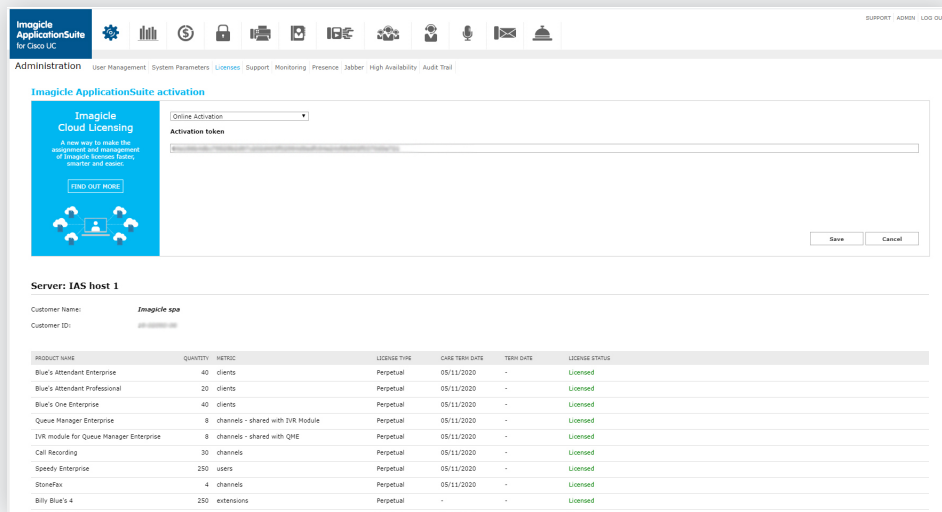 SUPPORT ADMIN LOG OU
Imagicle
ApplicationSuite
for Cisco UC
Administration User Management System Parameters Licenses Support Monitoring Presence Jabber High Availability Audit Trail
Imagicle ApplicationSuite activation
Imagicle
Cloud Licensing
A new way to make the
assignment and management
of Imagicle licenses faster,
smarter and easier.
FIND OUT MORE
Online Activation
Activation token
Save Cancel
Server: IAS host 1
Customer Name: Imagicle spa
Customer ID:
PRODUCT NAME QUANTITY METRIC LICENSE TYPE CARE TERM DATE TERM DATE LICENSE STATUS
Blue's Attendant Enterprise 40 clients Perpetual 05/11/2020 - Licensed
Blue's Attendant Professional 20 clients Perpetual 05/11/2020 - Licensed
Blue's One Enterprise 40 clients Perpetual 05/11/2020 - Licensed
Queue Manager Enterprise 8 channels - shared with IVR Module Perpetual 05/11/2020 - Licensed
IVR module for Queue Manager Enterprise 8 channels - shared with QME Perpetual 05/11/2020 - Licensed
Call Recording 30 channels Perpetual 05/11/2020 - Licensed
Speedy Enterprise 250 users Perpetual 05/11/2020 - Licensed
StoneFax 4 channels Perpetual 05/11/2020 - Licensed
Billy Blue's 4 250 extensions Perpetual - - Licensed